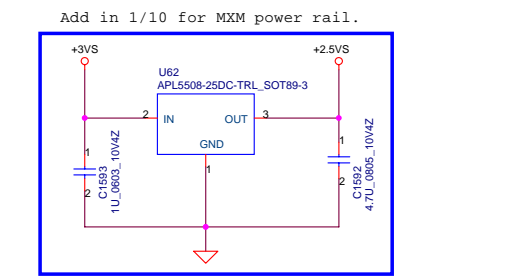 Add in 1/10 for MXM power rail.
+3VS
+2.5VS
U62
APL5508-25DC-TRL_SOT89-3
2
IN
OUT
3
GND
1
1
2
C1593
1U_0603_10V4Z
1
2
C1592
4.7U_0805_10V4Z